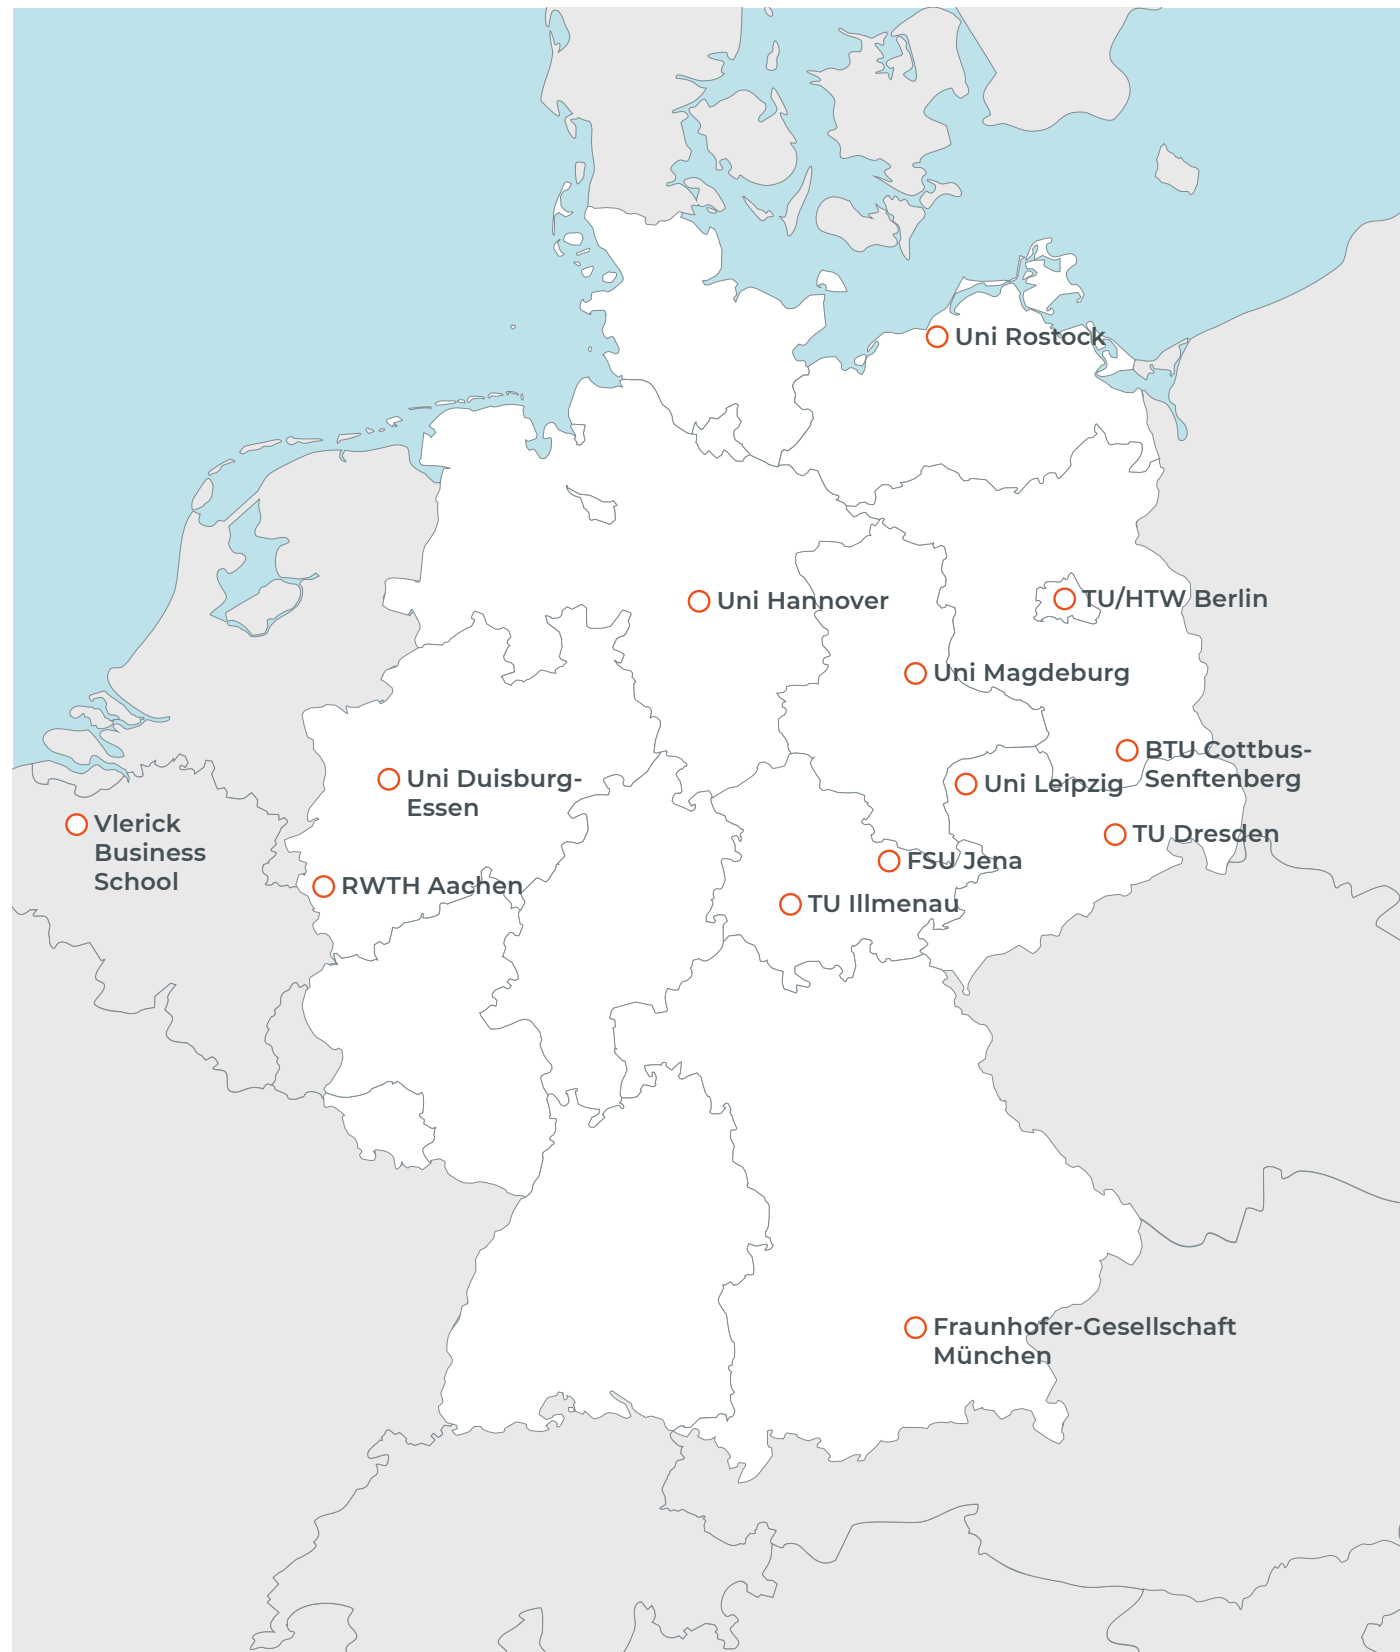 Uni Rostock
Uni Hannover
TU/HTW Berlin
Uni Magdeburg
BTU Cottbus-
Senftenberg
Uni Duisburg-
Essen
Uni Leipzig
Vlerick
Business
School
TU Dresden
FSU Jena
RWTH Aachen
TU Illmenau
Fraunhofer-Gesellschaft
München